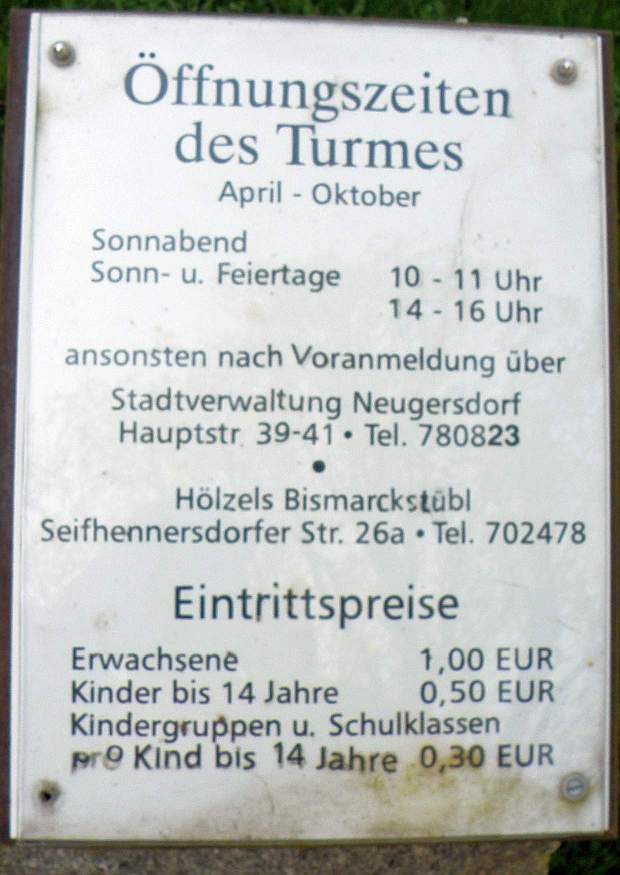 Öffnungszeiten
des Turmes
April - Oktober
Sonnabend
Sonn- u. Feiertage 10 - 11 Uhr
14 - 16 Uhr
ansonsten nach Voranmeldung über
Stadtverwaltung Neugersdorf
Hauptstr 39-41 • Tel. 780823
•
Hölzels Bismarckstübl
Seifhennersdorfer Str. 26a • Tel. 702478
Eintrittspreise
Erwachsene 1,00 EUR
Kinder bis 14 Jahre 0,50 EUR
Kindergruppen u. Schulklassen
pro Kind bis 14 Jahre 0,30 EUR